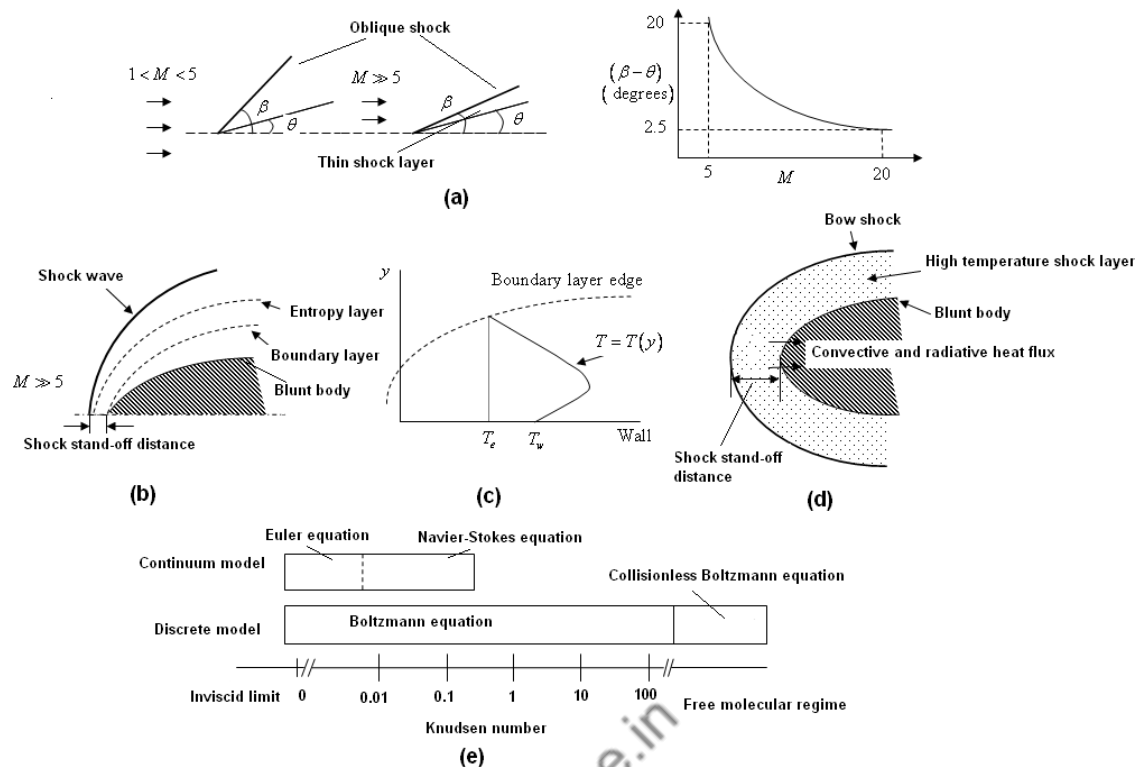 Oblique shock
1 < M < 5
M ≫ 5
β
θ
β
θ
Thin shock layer
20
(β − θ)
( degrees)
2.5
5
M
20
(a)
Shock wave
Entropy layer
Boundary layer
M ≫ 5
Blunt body
Shock stand-off distance
(b)
y
Boundary layer edge
T = T(y)
T_e
T_w
Wall
(c)
Bow shock
High temperature shock layer
Blunt body
Convective and radiative heat flux
Shock stand-off
distance
(d)
Euler equation
Navier-Stokes equation
Continuum model
Collisionless Boltzmann equation
Discrete model
Boltzmann equation
Inviscid limit
0
0.01
0.1
1
10
100
Free molecular regime
Knudsen number
(e)